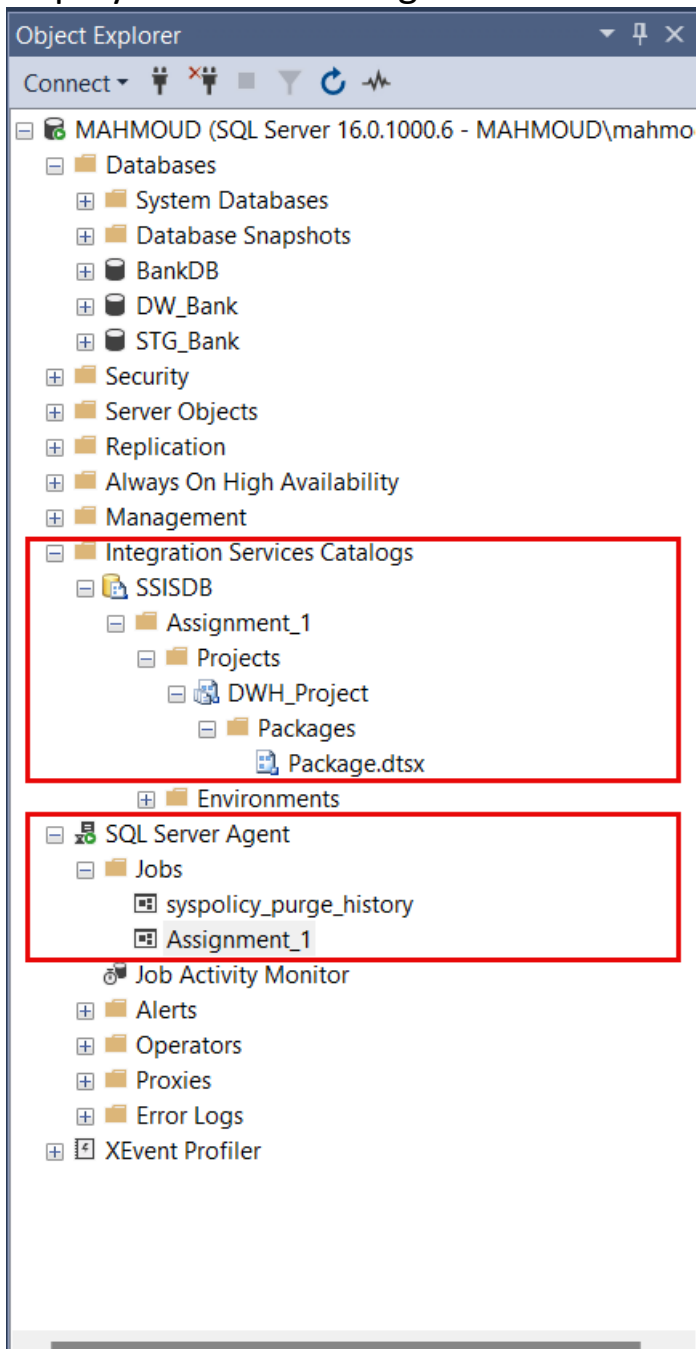 Object Explorer
Connect
MAHMOUD (SQL Server 16.0.1000.6 - MAHMOUD\mahmo
Databases
System Databases
Database Snapshots
BankDB
DW_Bank
STG_Bank
Security
Server Objects
Replication
Always On High Availability
Management
Integration Services Catalogs
SSISDB
Assignment_1
Projects
DWH_Project
Packages
Package.dtsx
Environments
SQL Server Agent
Jobs
syspolicy_purge_history
Assignment_1
Job Activity Monitor
Alerts
Operators
Proxies
Error Logs
XEvent Profiler